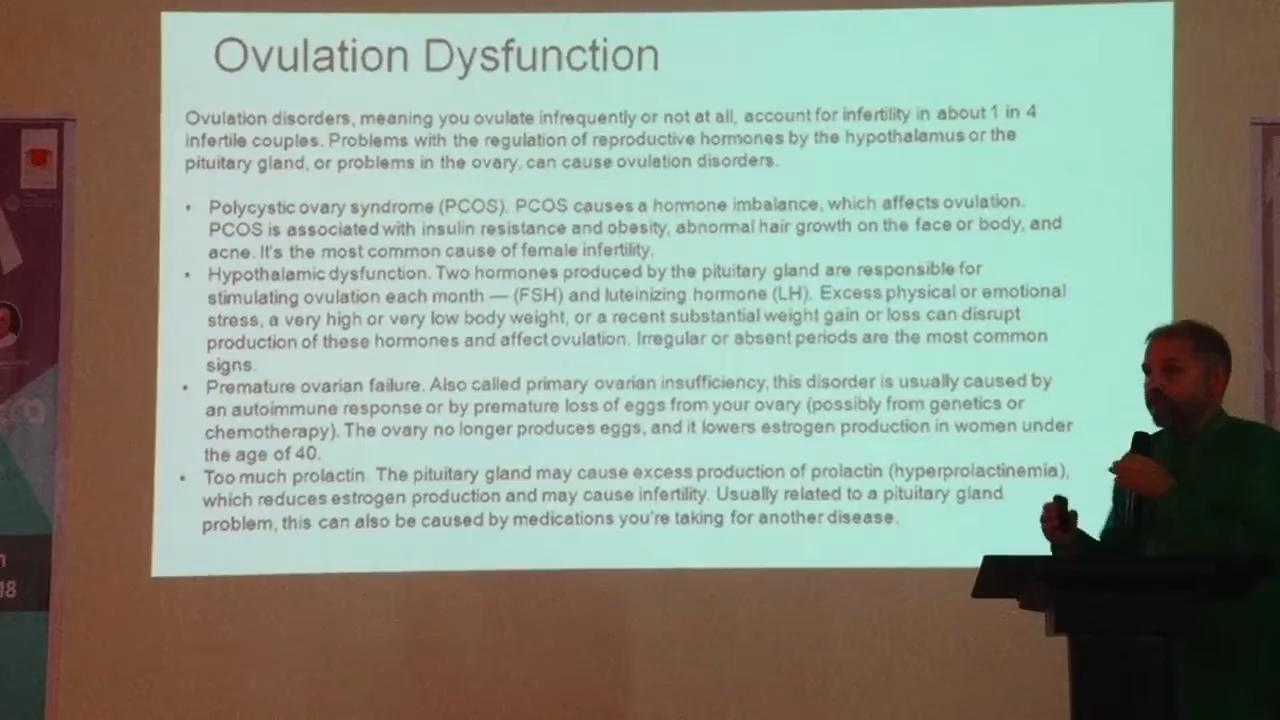 Ovulation Dysfunction
Ovulation disorders, meaning you ovulate infrequently or not at all, account for infertility in about 1 in 4
infertile couples. Problems with the regulation of reproductive hormones by the hypothalamus or the
pituitary gland, or problems in the ovary, can cause ovulation disorders.
• Polycystic ovary syndrome (PCOS). PCOS causes a hormone imbalance, which affects ovulation.
PCOS is associated with insulin resistance and obesity, abnormal hair growth on the face or body, and
acne. It's the most common cause of female infertility.
• Hypothalamic dysfunction. Two hormones produced by the pituitary gland are responsible for
stimulating ovulation each month — (FSH) and luteinizing hormone (LH). Excess physical or emotional
stress, a very high or very low body weight, or a recent substantial weight gain or loss can disrupt
production of these hormones and affect ovulation. Irregular or absent periods are the most common
signs.
• Premature ovarian failure. Also called primary ovarian insufficiency, this disorder is usually caused by
an autoimmune response or by premature loss of eggs from your ovary (possibly from genetics or
chemotherapy). The ovary no longer produces eggs, and it lowers estrogen production in women under
the age of 40.
• Too much prolactin. The pituitary gland may cause excess production of prolactin (hyperprolactinemia),
which reduces estrogen production and may cause infertility. Usually related to a pituitary gland
problem, this can also be caused by medications you're taking for another disease.
18